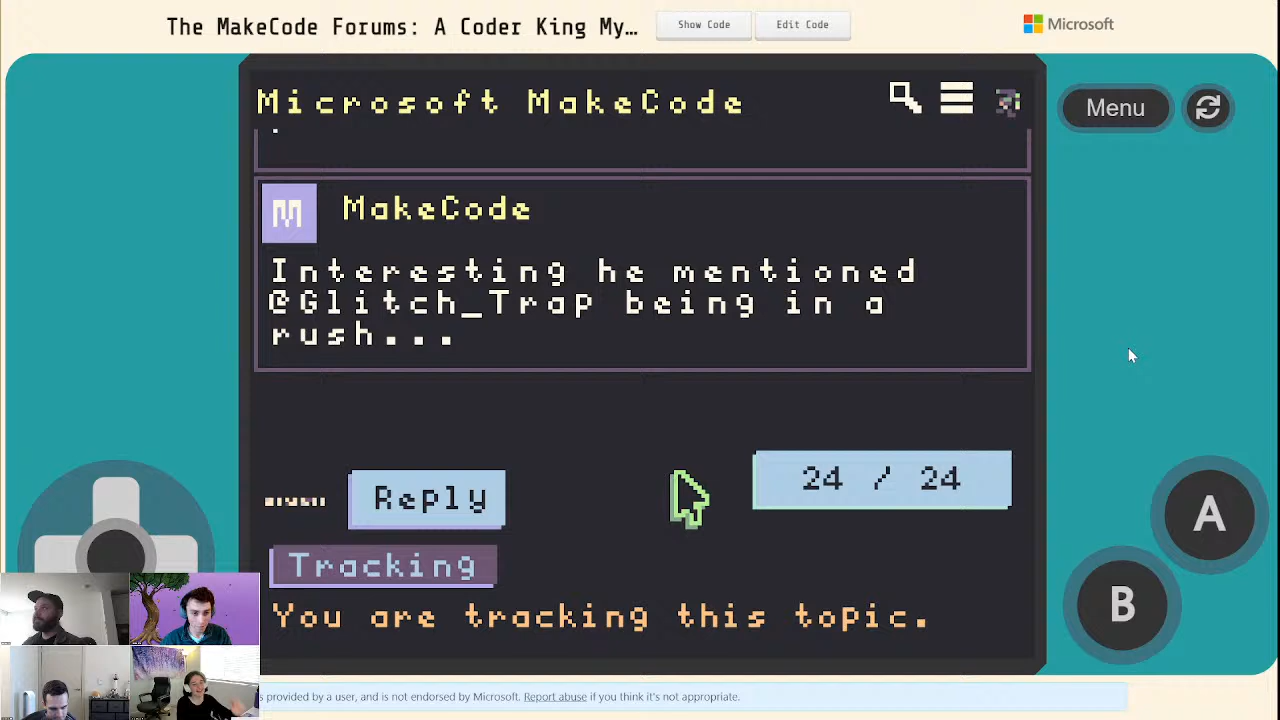 The MakeCode Forums: A Coder King My…
Show Code
Edit Code
Microsoft
Microsoft MakeCode
Menu
M
MakeCode
Interesting he mentioned
@Glitch_Trap being in a
rush...
24 / 24
Reply
Tracking
You are tracking this topic.
A
B
s provided by a user, and is not endorsed by Microsoft. Report abuse if you think it's not appropriate.